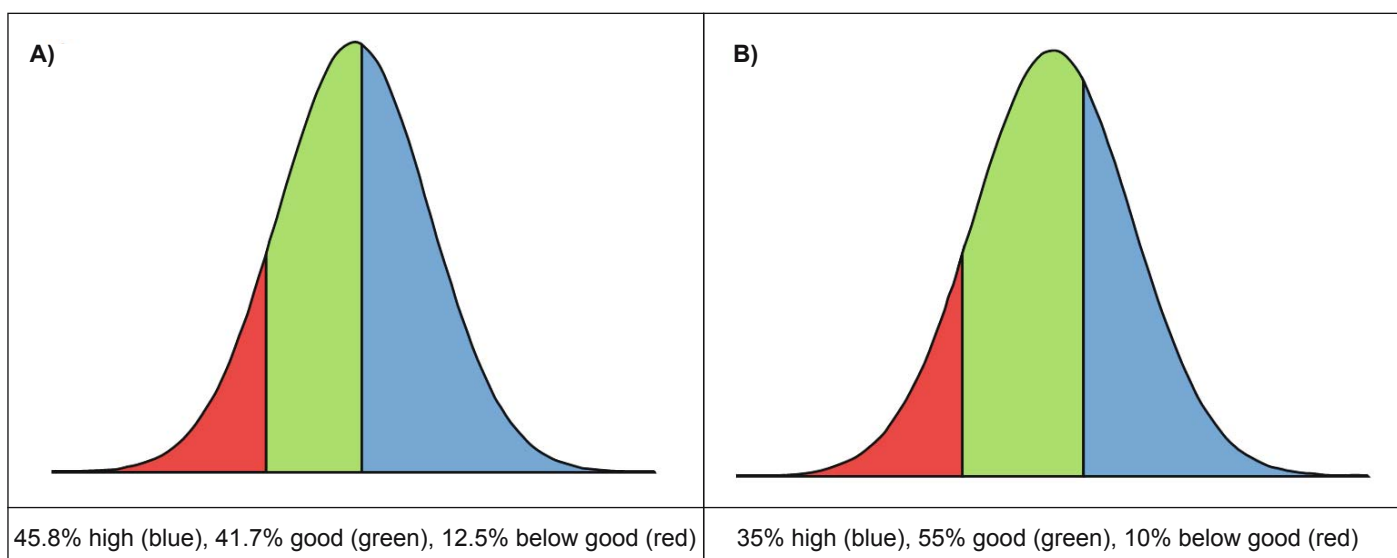 A)
B)
45.8% high (blue), 41.7% good (green), 12.5% below good (red)
35% high (blue), 55% good (green), 10% below good (red)